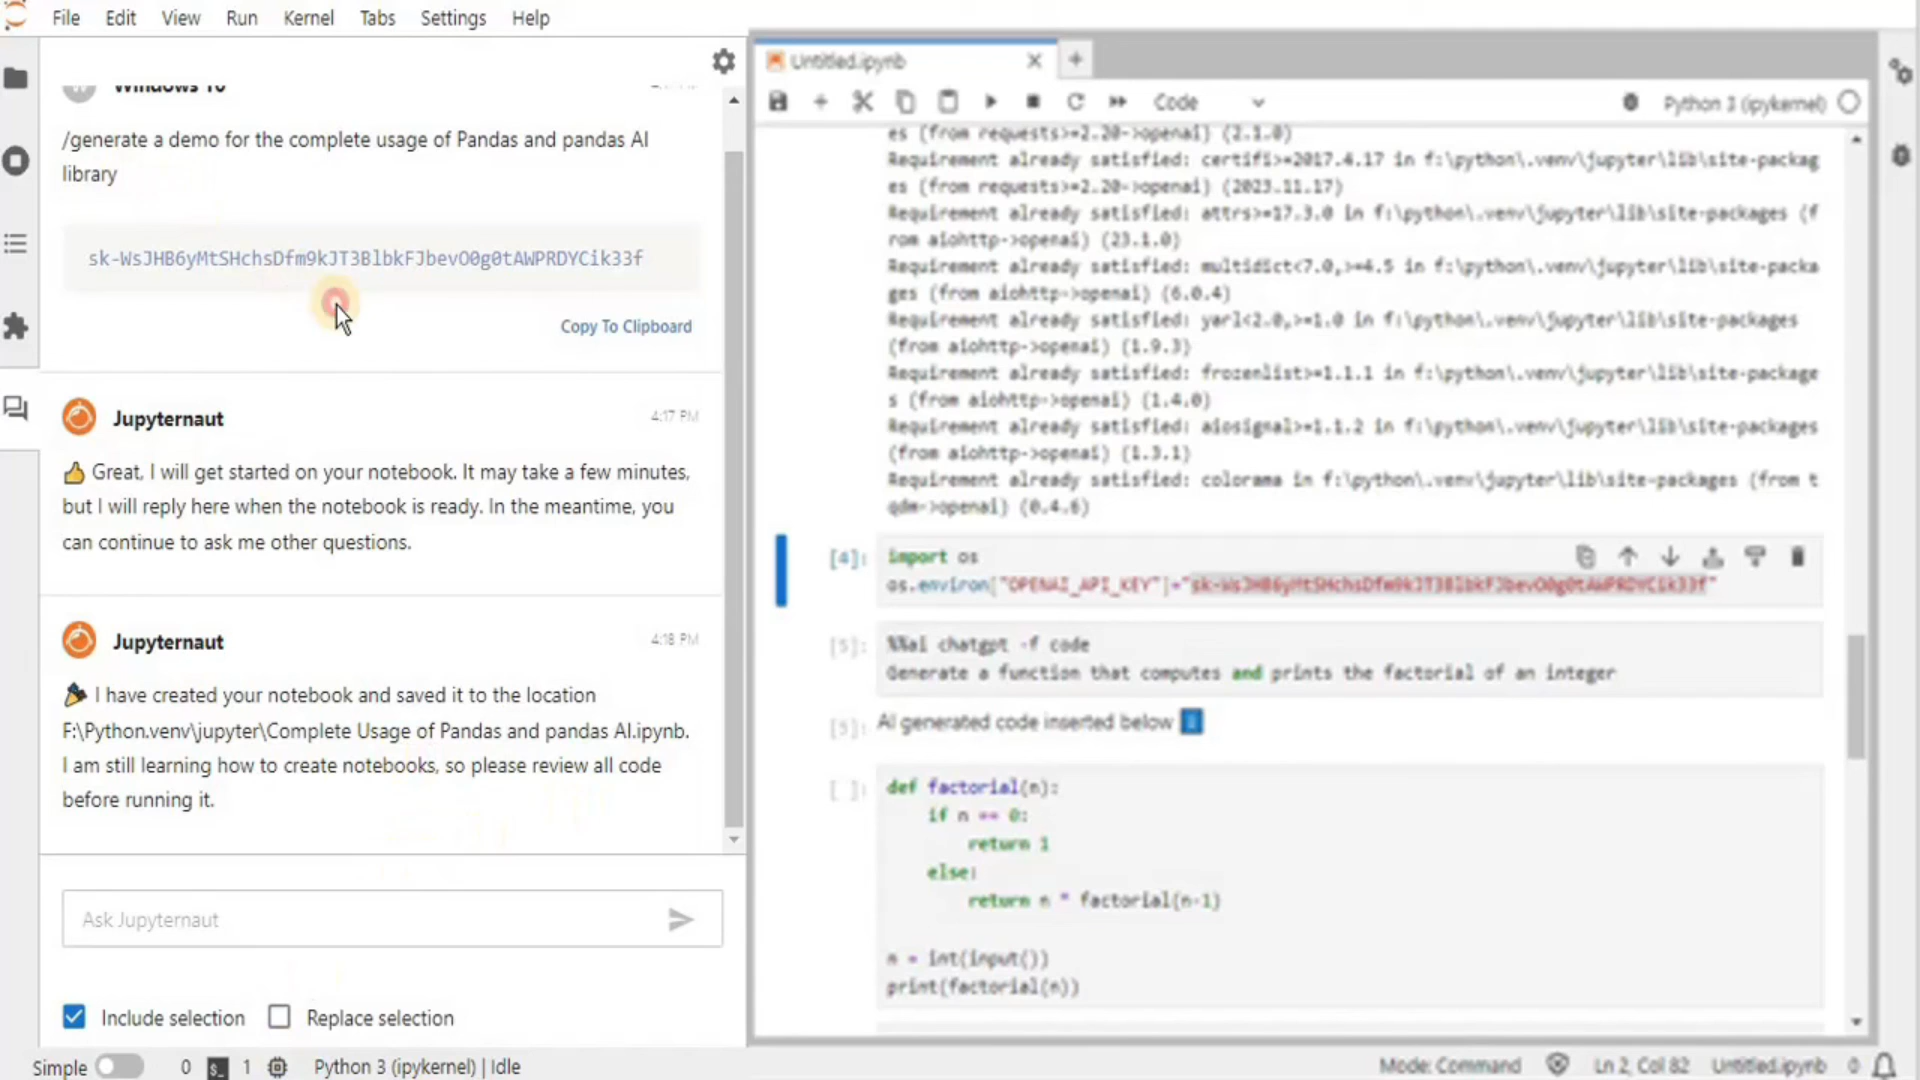 File Edit View Run Kernel Tabs Settings Help
Windows 10
/generate a demo for the complete usage of Pandas and pandas AI
library
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
Copy To Clipboard
Jupyternaut 4:17 PM
Great, I will get started on your notebook. It may take a few minutes,
but I will reply here when the notebook is ready. In the meantime, you
can continue to ask me other questions.
Jupyternaut 4:18 PM
I have created your notebook and saved it to the location
F:\Python.venv\jupyter\Complete Usage of Pandas and pandas AI.ipynb.
I am still learning how to create notebooks, so please review all code
before running it.
Ask Jupyternaut
Include selection Replace selection
Untitled.ipynb
Code Python 3 (ipykernel)
es (from requests>=2.20->openai) (2.1.0)
Requirement already satisfied: certifi>=2017.4.17 in f:\python\.venv\jupyter\lib\site-packag
es (from requests>=2.20->openai) (2023.11.17)
Requirement already satisfied: attrs>=17.3.0 in f:\python\.venv\jupyter\lib\site-packages (f
rom aiohttp->openai) (23.1.0)
Requirement already satisfied: multidict<7.0,>=4.5 in f:\python\.venv\jupyter\lib\site-packa
ges (from aiohttp->openai) (6.0.4)
Requirement already satisfied: yarl<2.0,>=1.0 in f:\python\.venv\jupyter\lib\site-packages
(from aiohttp->openai) (1.9.3)
Requirement already satisfied: frozenlist>=1.1.1 in f:\python\.venv\jupyter\lib\site-package
s (from aiohttp->openai) (1.4.0)
Requirement already satisfied: aiosignal>=1.1.2 in f:\python\.venv\jupyter\lib\site-packages
(from aiohttp->openai) (1.3.1)
Requirement already satisfied: colorama in f:\python\.venv\jupyter\lib\site-packages (from t
qdm->openai) (0.4.6)
[4]: import os
os.environ["OPENAI_API_KEY"]="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"
[5]: %%ai chatgpt -f code
Generate a function that computes and prints the factorial of an integer
[5]: AI generated code inserted below
[ ]: def factorial(n):
if n == 0:
return 1
else:
return n * factorial(n-1)
n = int(input())
print(factorial(n))
Simple 0 1 Python 3 (ipykernel) | Idle Mode: Command Ln 2, Col 82 Untitled.ipynb 0